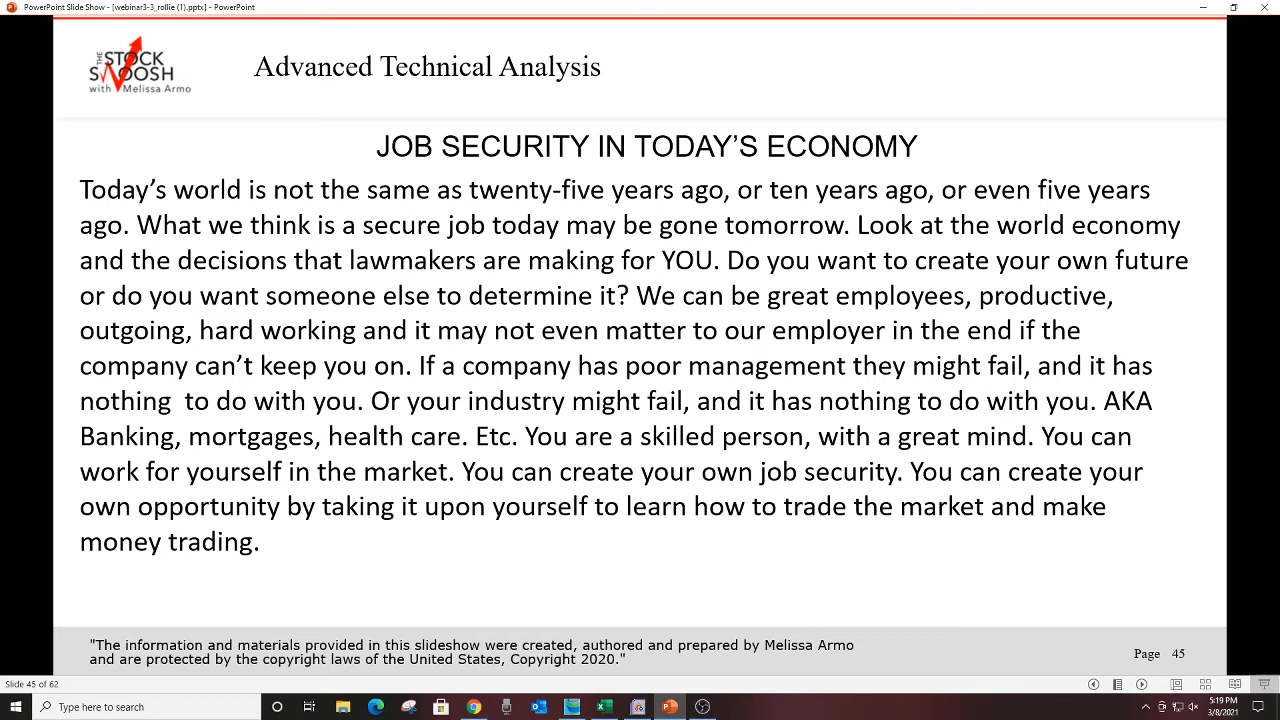 PowerPoint Slide Show - [webinar3-3_rollie (1).pptx] - PowerPoint
THE
STOCK
SWOOSH
with Melissa Armo
Advanced Technical Analysis
JOB SECURITY IN TODAY’S ECONOMY
Today’s world is not the same as twenty-five years ago, or ten years ago, or even five years
ago. What we think is a secure job today may be gone tomorrow. Look at the world economy
and the decisions that lawmakers are making for YOU. Do you want to create your own future
or do you want someone else to determine it? We can be great employees, productive,
outgoing, hard working and it may not even matter to our employer in the end if the
company can’t keep you on. If a company has poor management they might fail, and it has
nothing  to do with you. Or your industry might fail, and it has nothing to do with you. AKA
Banking, mortgages, health care. Etc. You are a skilled person, with a great mind. You can
work for yourself in the market. You can create your own job security. You can create your
own opportunity by taking it upon yourself to learn how to trade the market and make
money trading.
"The information and materials provided in this slideshow were created, authored and prepared by Melissa Armo
and are protected by the copyright laws of the United States, Copyright 2020."
Page 45
Slide 45 of 62
Type here to search
5:19 PM
3/8/2021